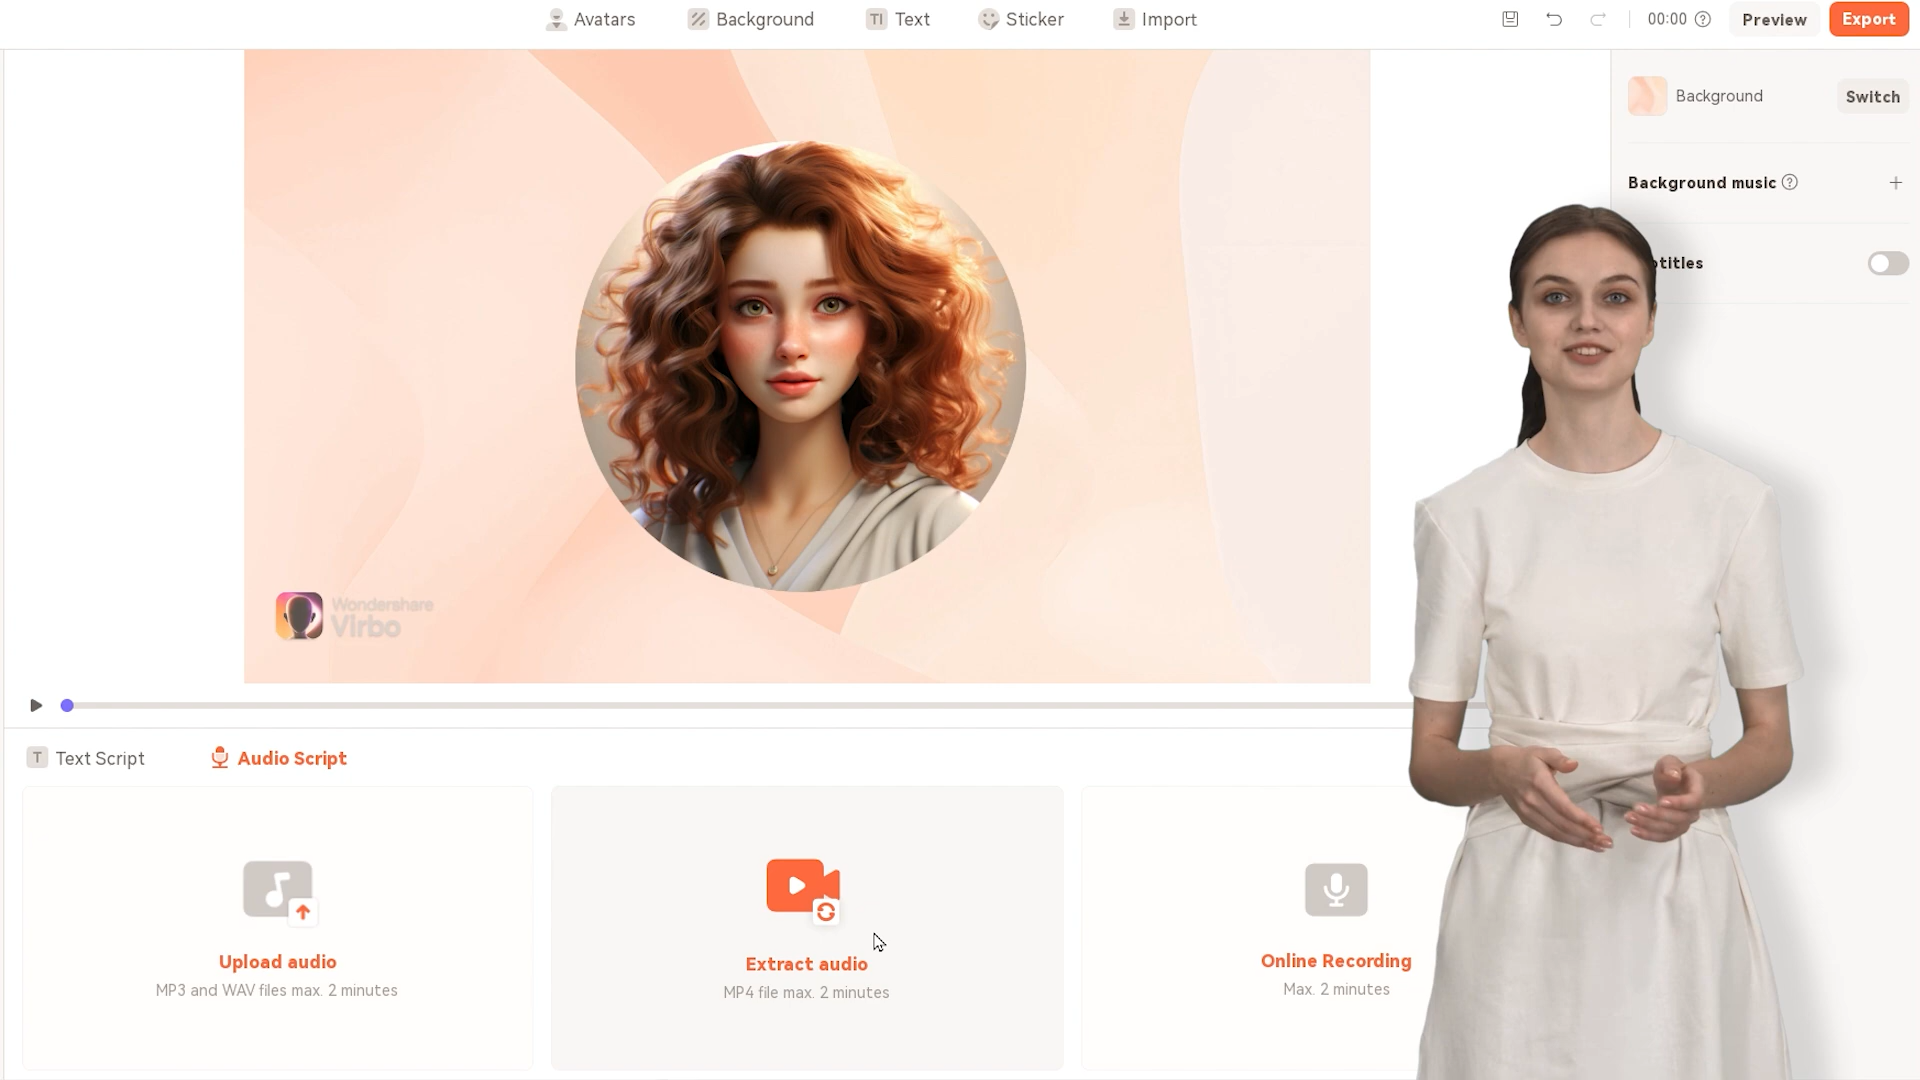 Avatars
Background
Text
Sticker
Import
00:00
Preview
Export
Background
Switch
Background music
Wondershare
Virbo
T Text Script
Audio Script
Upload audio
MP3 and WAV files max. 2 minutes
Extract audio
MP4 file max. 2 minutes
Online Recording
Max. 2 minutes